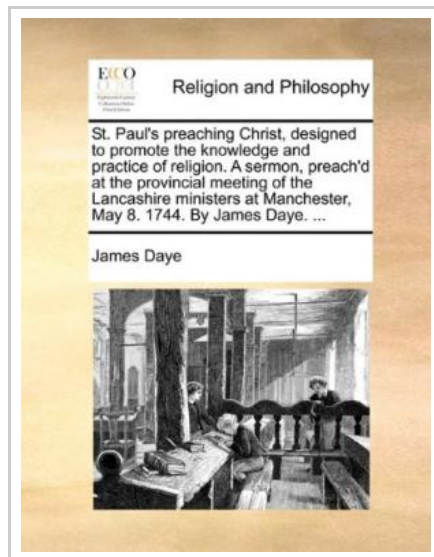 ECCO
Religion and Philosophy
St. Paul's preaching Christ, designed
to promote the knowledge and
practice of religion. A sermon, preach'd
at the provincial meeting of the
Lancashire ministers at Manchester,
May 8. 1744. By James Daye. ...
James Daye